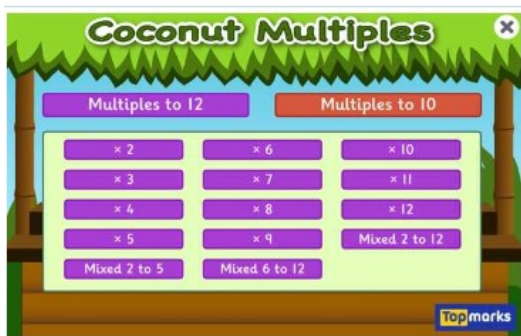 Coconut Multiples
Multiples to 12 Multiples to 10
× 2 × 6 × 10
× 3 × 7 × 11
× 4 × 8 × 12
× 5 × 9 Mixed 2 to 12
Mixed 2 to 5 Mixed 6 to 12
Topmarks